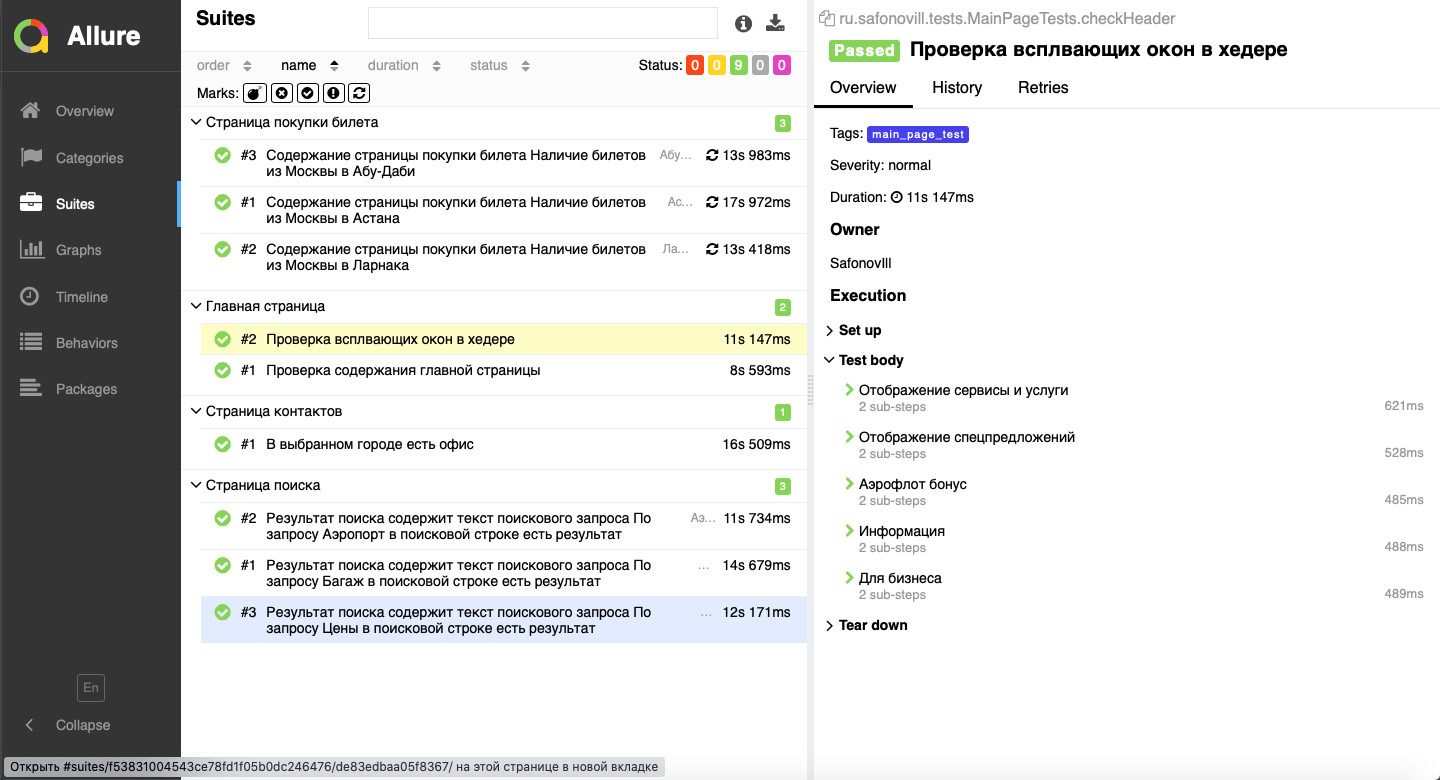 Allure
Overview
Categories
Suites
Graphs
Timeline
Behaviors
Packages
En
Collapse
Suites
order name duration status Status: 0 0 9 0 0
Marks:
Страница покупки билета 3
#3 Содержание страницы покупки билета Наличие билетов Абу... 13s 983ms
из Москвы в Абу-Даби
#1 Содержание страницы покупки билета Наличие билетов Ас... 17s 972ms
из Москвы в Астана
#2 Содержание страницы покупки билета Наличие билетов Ла... 13s 418ms
из Москвы в Ларнака
Главная страница 2
#2 Проверка всплвающих окон в хедере 11s 147ms
#1 Проверка содержания главной страницы 8s 593ms
Страница контактов 1
#1 В выбранном городе есть офис 16s 509ms
Страница поиска 3
#2 Результат поиска содержит текст поискового запроса По Аэ... 11s 734ms
запросу Аэропорт в поисковой строке есть результат
#1 Результат поиска содержит текст поискового запроса По ... 14s 679ms
запросу Багаж в поисковой строке есть результат
#3 Результат поиска содержит текст поискового запроса По ... 12s 171ms
запросу Цены в поисковой строке есть результат
ru.safonovill.tests.MainPageTests.checkHeader
Passed Проверка всплвающих окон в хедере
Overview History Retries
Tags: main_page_test
Severity: normal
Duration: 11s 147ms
Owner
SafonovIll
Execution
Set up
Test body
Отображение сервисы и услуги
2 sub-steps 621ms
Отображение спецпредложений
2 sub-steps 528ms
Аэрофлот бонус
2 sub-steps 485ms
Информация
2 sub-steps 488ms
Для бизнеса
2 sub-steps 489ms
Tear down
Открыть #suites/f53831004543ce78fd1f05b0dc246476/de83edbaa05f8367/ на этой странице в новой вкладке